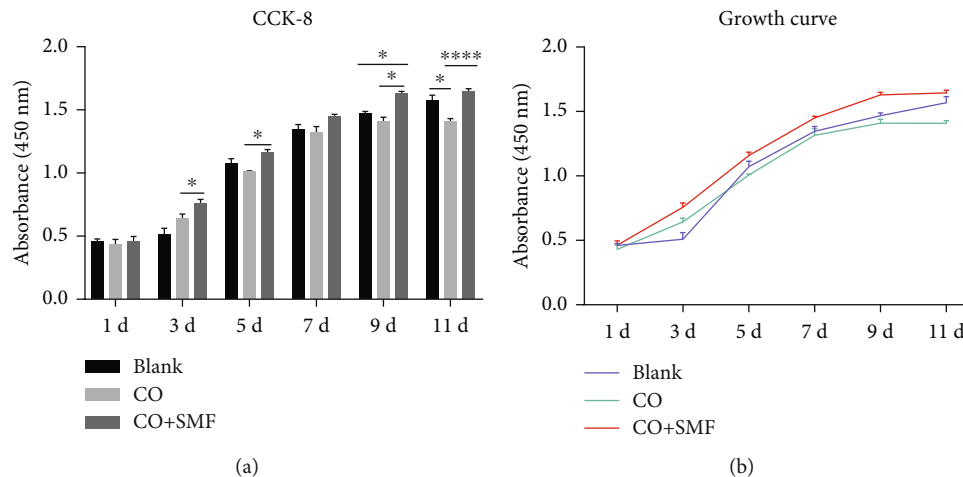 CCK-8
Absorbance (450 nm)
2.0
1.5
1.0
0.5
0.0
*
*
*
*
*
****
1 d 3 d 5 d 7 d 9 d 11 d
Blank
CO
CO+SMF
(a)
Growth curve
Absorbance (450 nm)
2.0
1.5
1.0
0.5
0.0
1 d 3 d 5 d 7 d 9 d 11 d
Blank
CO
CO+SMF
(b)